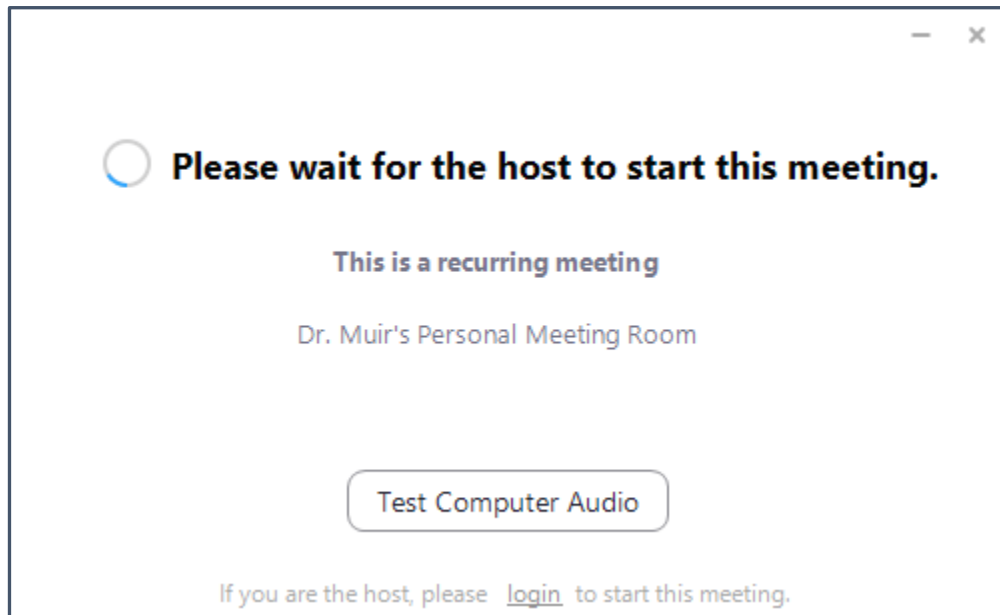 Please wait for the host to start this meeting.
This is a recurring meeting
Dr. Muir's Personal Meeting Room
Test Computer Audio
If you are the host, please login to start this meeting.